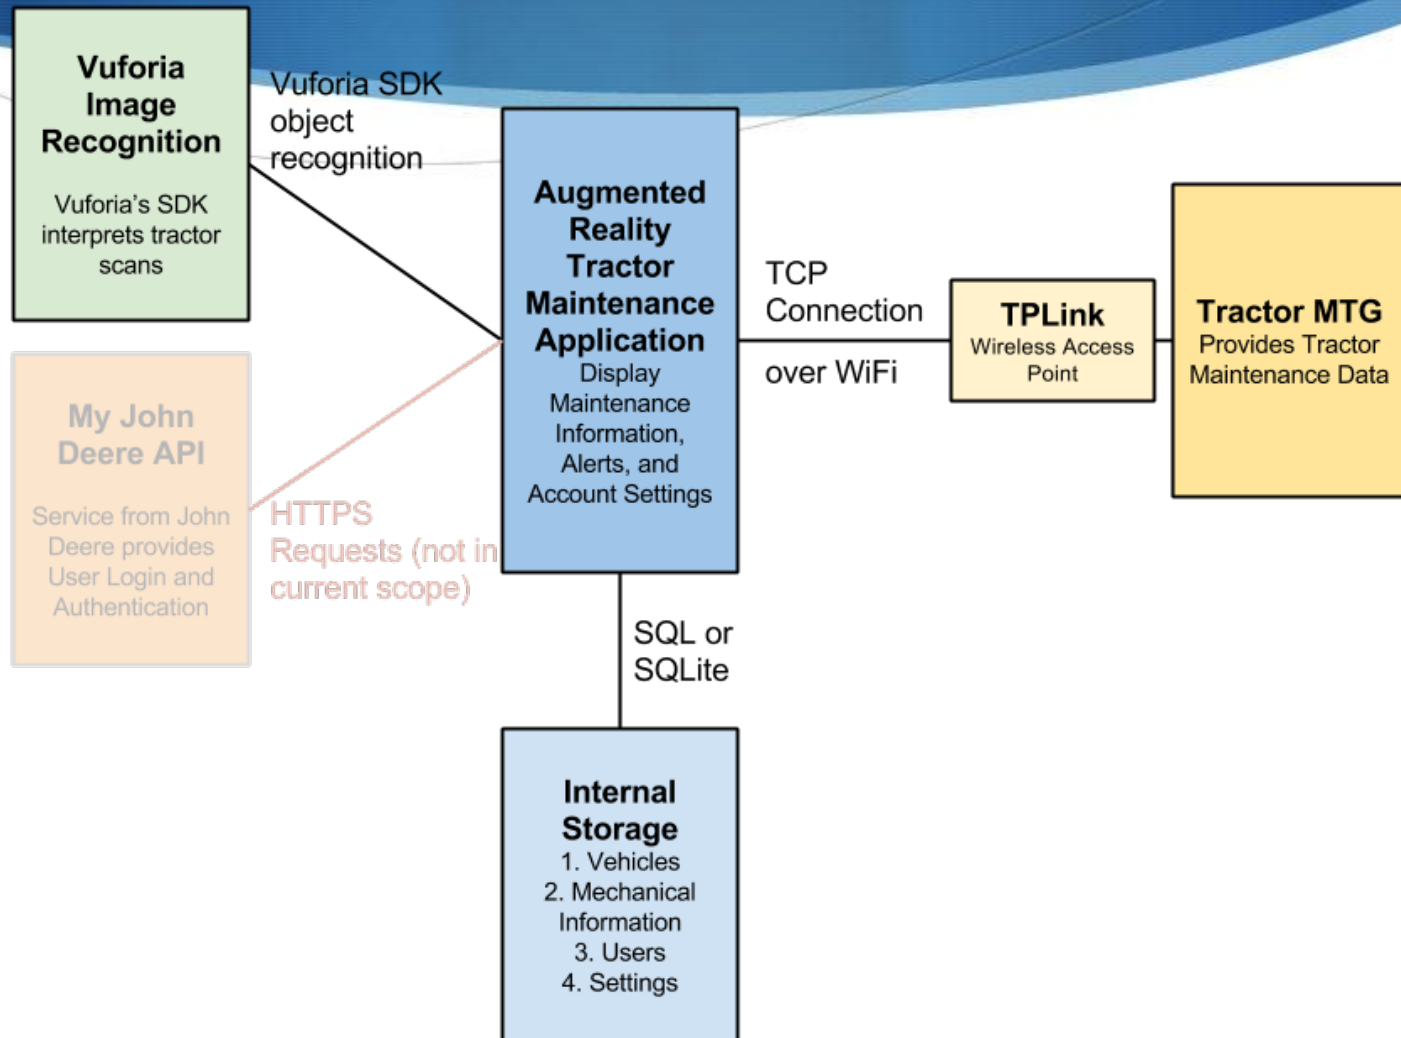 Vuforia
Image
Recognition
Vuforia's SDK
interprets tractor
scans
Vuforia SDK
object
recognition
My John
Deere API
Service from John
Deere provides
User Login and
Authentication
HTTPS
Requests (not in
current scope)
Augmented
Reality
Tractor
Maintenance
Application
Display
Maintenance
Information,
Alerts, and
Account Settings
TCP
Connection
over WiFi
TPLink
Wireless Access
Point
Tractor MTG
Provides Tractor
Maintenance Data
SQL or
SQLite
Internal
Storage
1. Vehicles
2. Mechanical
Information
3. Users
4. Settings